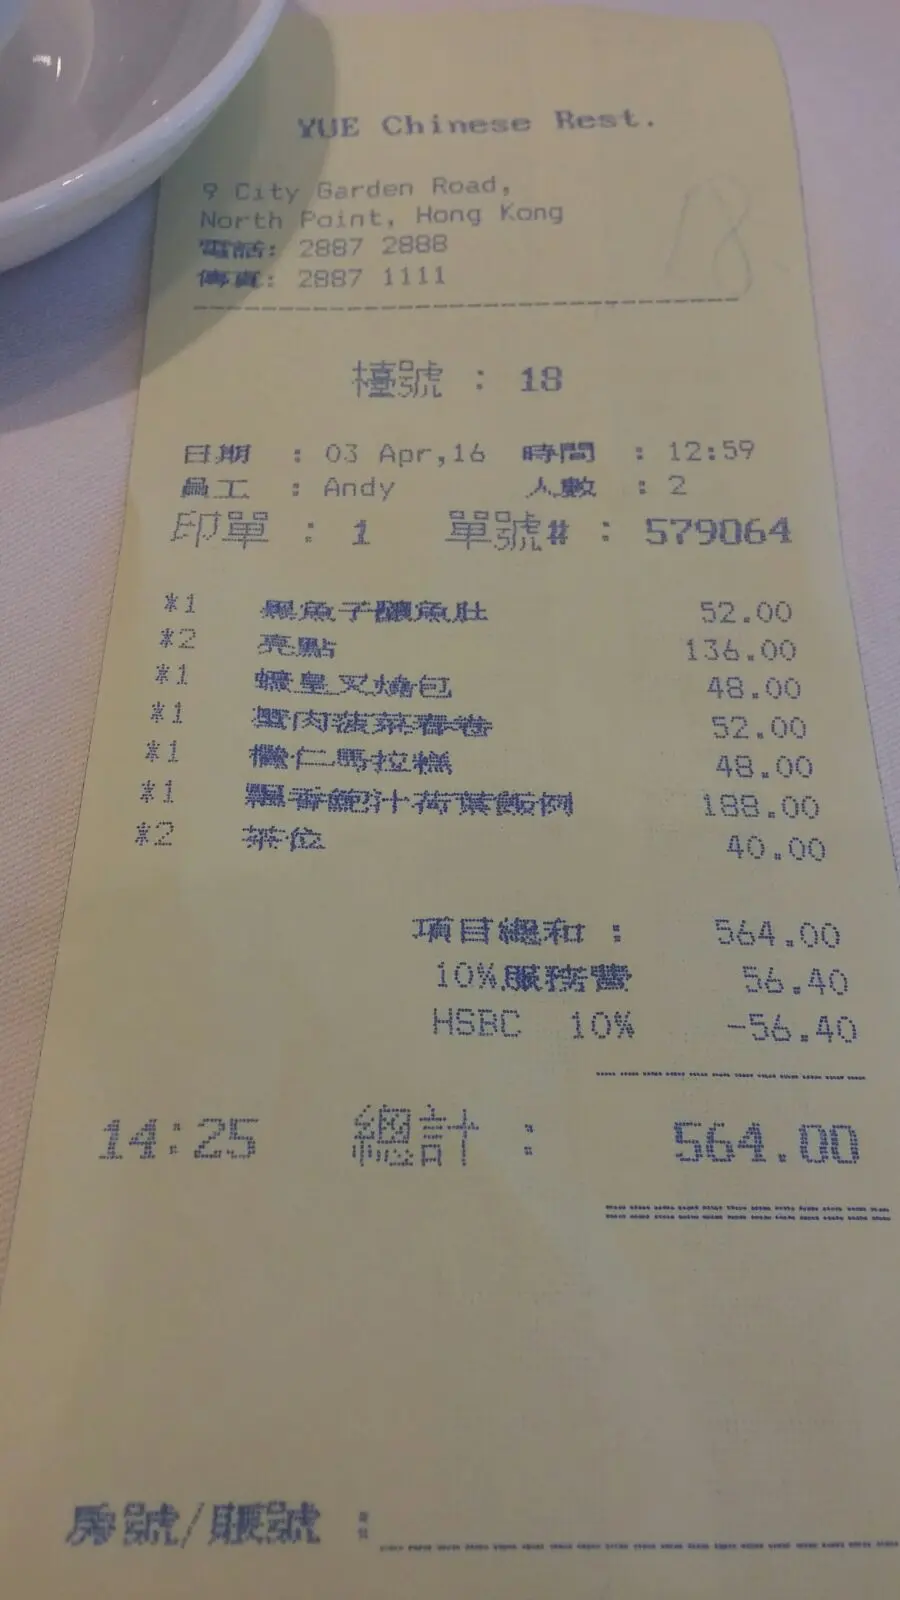 YUE Chinese Rest.
9 City Garden Road,
North Point, Hong Kong
電話: 2887 2888
傳真: 2887 1111
18
檯號 : 18
日期 : 03 Apr,16 時間 : 12:59
員工 : Andy 人數 : 2
印單 : 1 單號# : 579064
*1 黑魚子釀魚肚 52.00
*2 亮點 136.00
*1 蠔皇叉燒包 48.00
*1 蟹肉菠菜春卷 52.00
*1 欖仁馬拉糕 48.00
*1 飄香鮑汁荷葉飯例 188.00
*2 茶位 40.00
項目總和 : 564.00
10%服務費 56.40
HSBC 10% -56.40
14:25 總計 : 564.00
房號/賬號 :